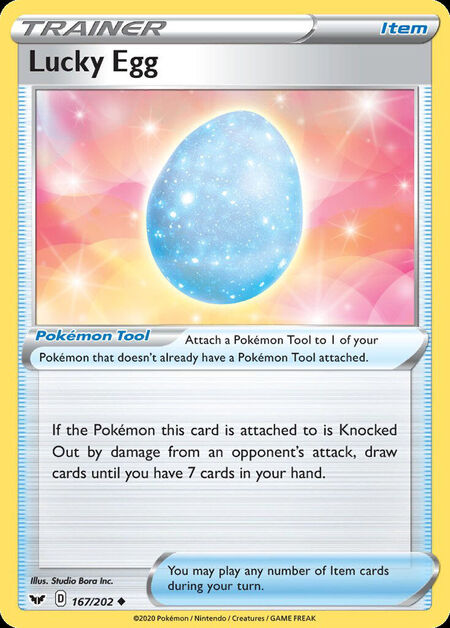 TRAINER Item
Lucky Egg
Pokémon Tool Attach a Pokémon Tool to 1 of your
Pokémon that doesn't already have a Pokémon Tool attached.
If the Pokémon this card is attached to is Knocked
Out by damage from an opponent's attack, draw
cards until you have 7 cards in your hand.
Illus. Studio Bora Inc.
You may play any number of Item cards
during your turn.
D 167/202
©2020 Pokémon / Nintendo / Creatures / GAME FREAK